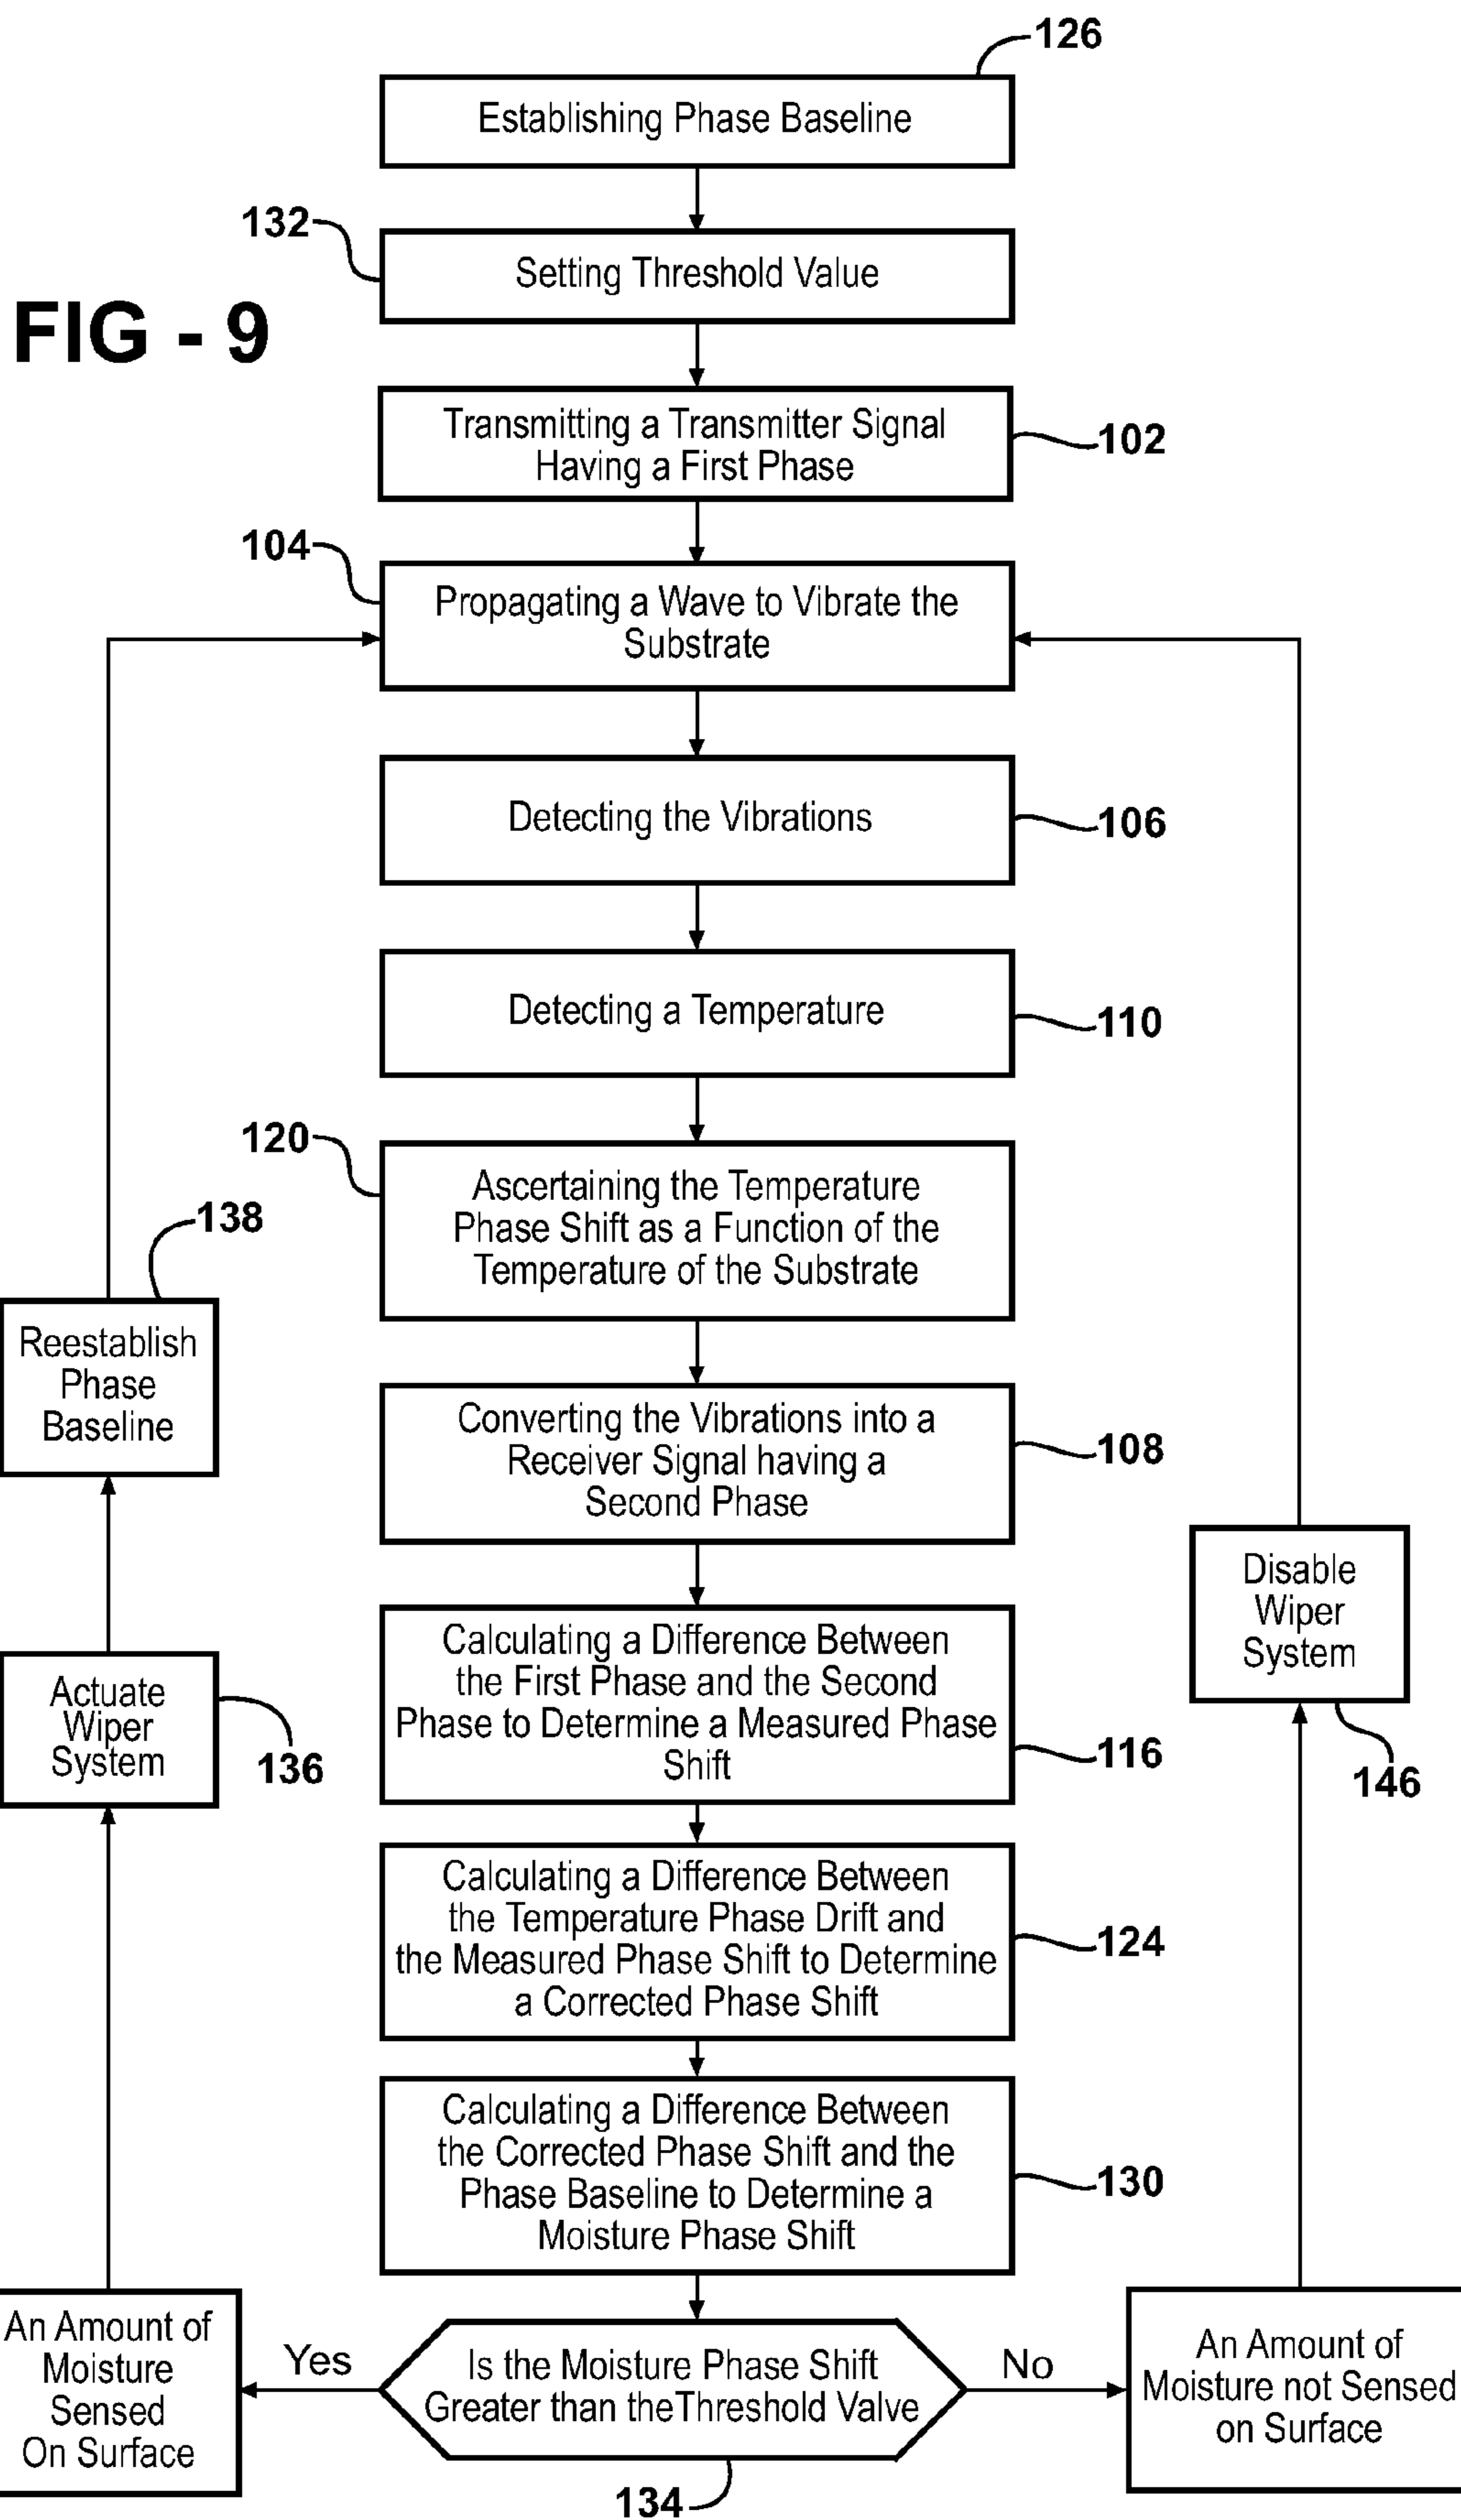 126
Establishing Phase Baseline
132
Setting Threshold Value
FIG - 9
Transmitting a Transmitter Signal
Having a First Phase
102
104
Propagating a Wave to Vibrate the
Substrate
Detecting the Vibrations
106
Detecting a Temperature
110
120
Ascertaining the Temperature
Phase Shift as a Function of the
Temperature of the Substrate
138
Reestablish
Phase
Baseline
Converting the Vibrations into a
Receiver Signal having a
Second Phase
108
Disable
Wiper
System
146
Calculating a Difference Between
the First Phase and the Second
Phase to Determine a Measured Phase
Shift
116
Actuate
Wiper
System
136
Calculating a Difference Between
the Temperature Phase Drift and
the Measured Phase Shift to Determine
a Corrected Phase Shift
124
Calculating a Difference Between
the Corrected Phase Shift and the
Phase Baseline to Determine a
Moisture Phase Shift
130
An Amount of
Moisture
Sensed
On Surface
Yes
Is the Moisture Phase Shift
Greater than theThreshold Valve
No
An Amount of
Moisture not Sensed
on Surface
134